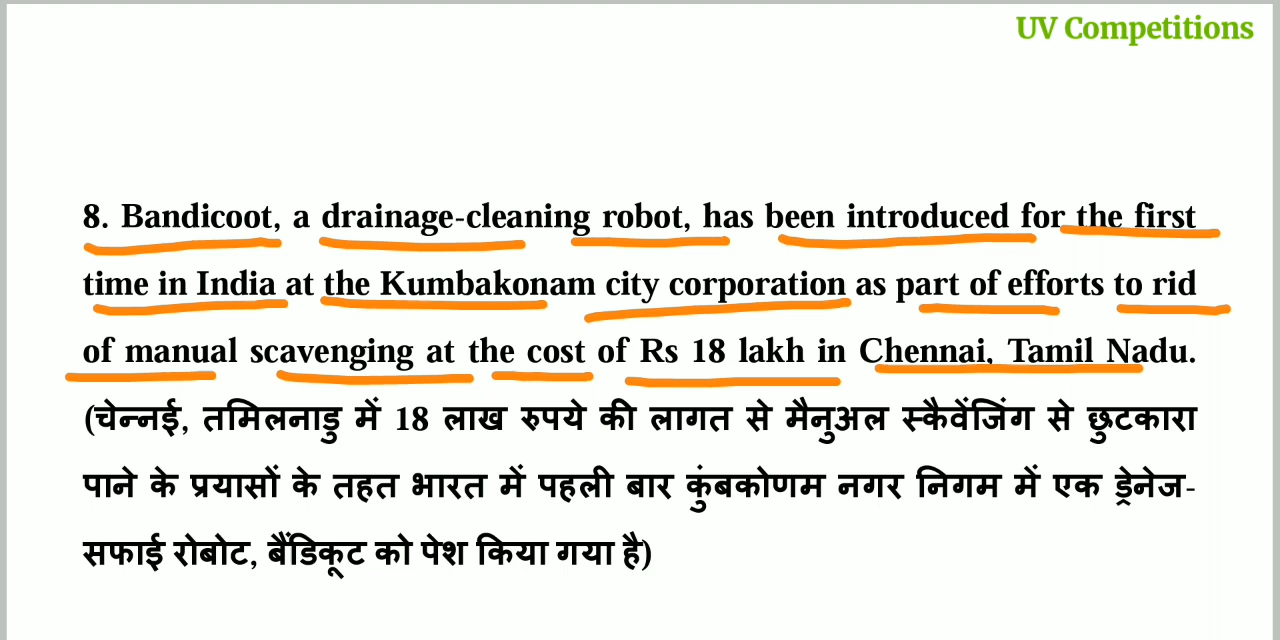 UV Competitions
8. Bandicoot, a drainage-cleaning robot, has been introduced for the first
time in India at the Kumbakonam city corporation as part of efforts to rid
of manual scavenging at the cost of Rs 18 lakh in Chennai, Tamil Nadu.
(चेन्नई, तमिलनाडु में 18 लाख रुपये की लागत से मैनुअल स्कैवेंजिंग से छुटकारा
पाने के प्रयासों के तहत भारत में पहली बार कुंबकोणम नगर निगम में एक ड्रेनेज-
सफाई रोबोट, बैंडिकूट को पेश किया गया है)